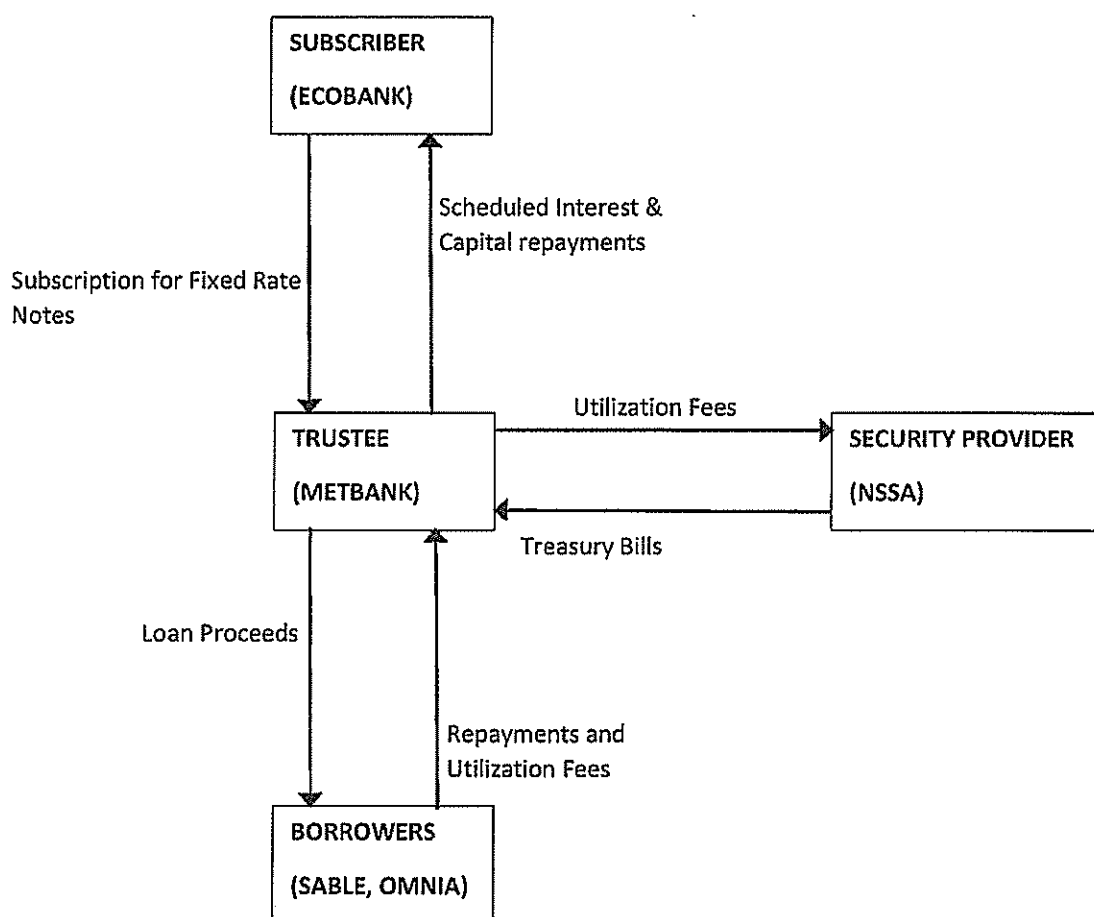 SUBSCRIBER
(ECOBANK)
Scheduled Interest &
Capital repayments
Subscription for Fixed Rate
Notes
Utilization Fees
TRUSTEE
(METBANK)
SECURITY PROVIDER
(NSSA)
Treasury Bills
Loan Proceeds
Repayments and
Utilization Fees
BORROWERS
(SABLE, OMNIA)